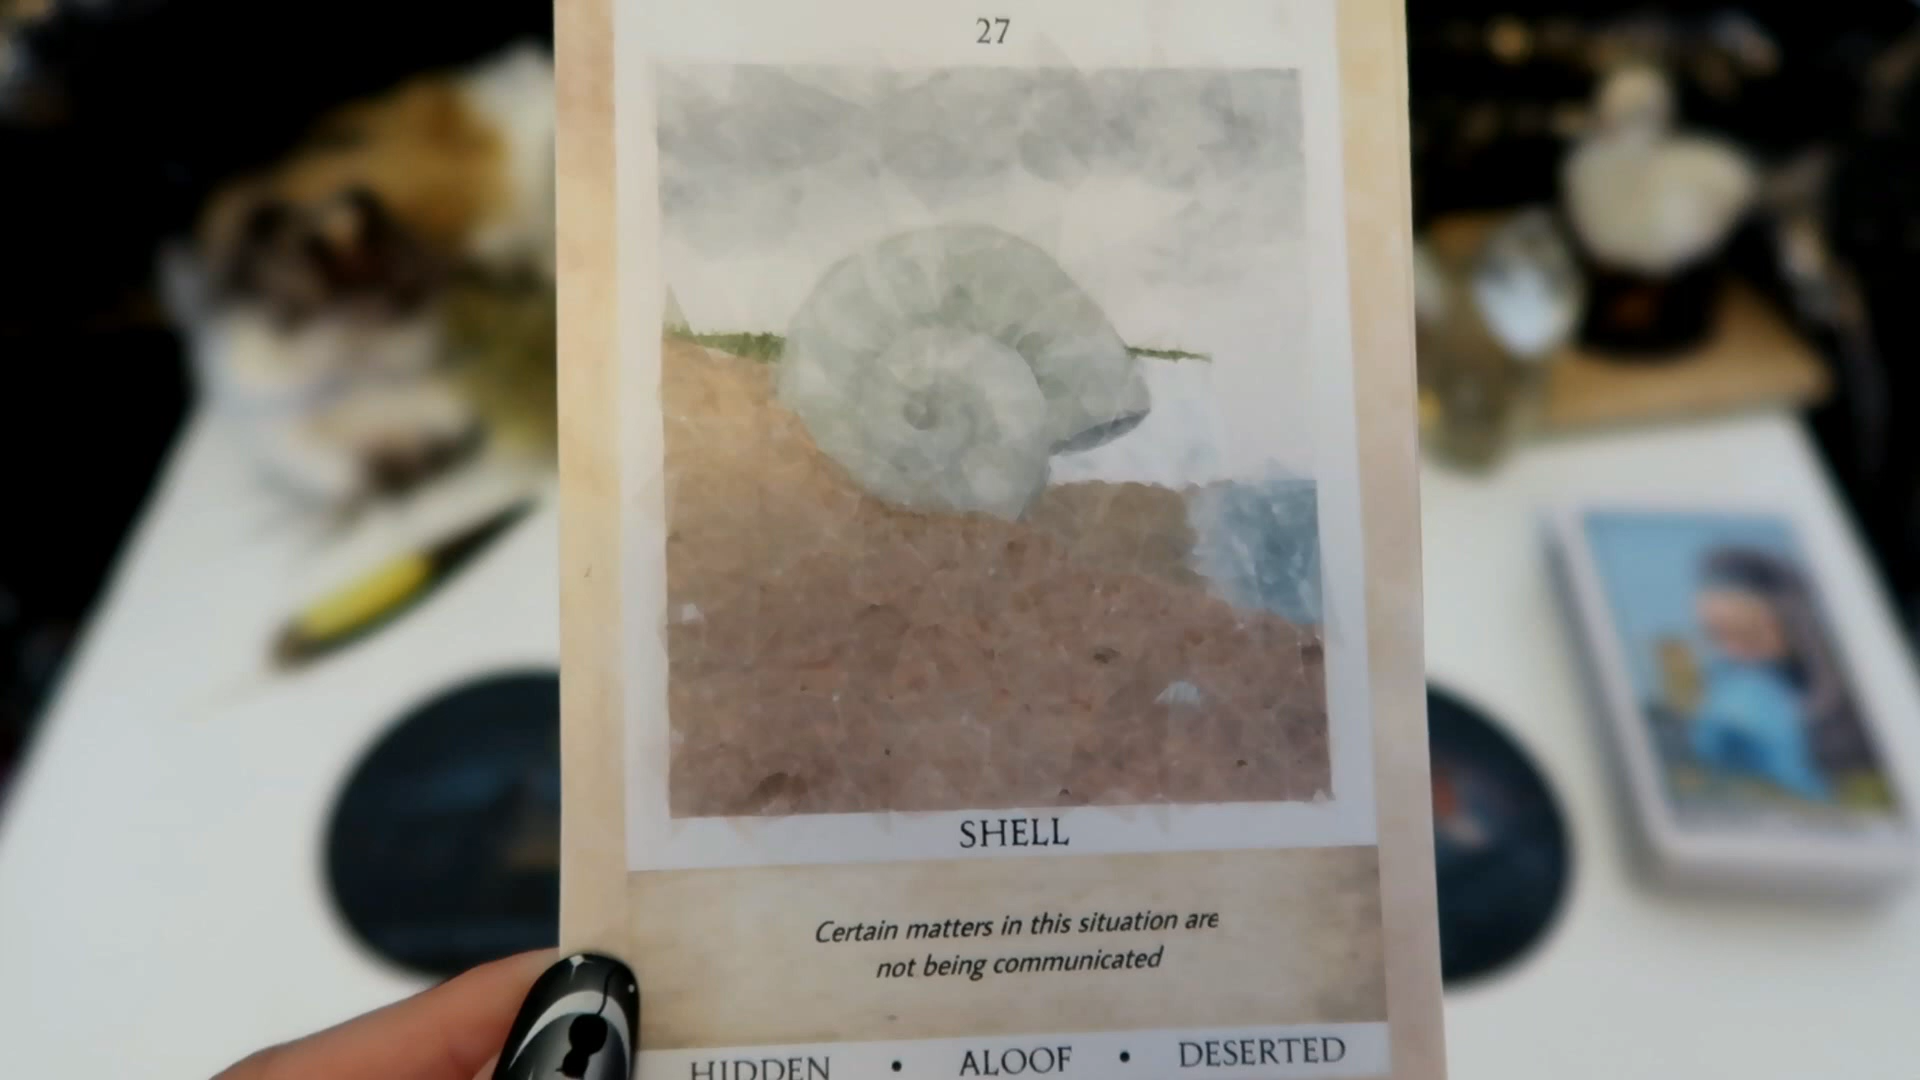 27
SHELL
Certain matters in this situation are
not being communicated
HIDDEN • ALOOF • DESERTED